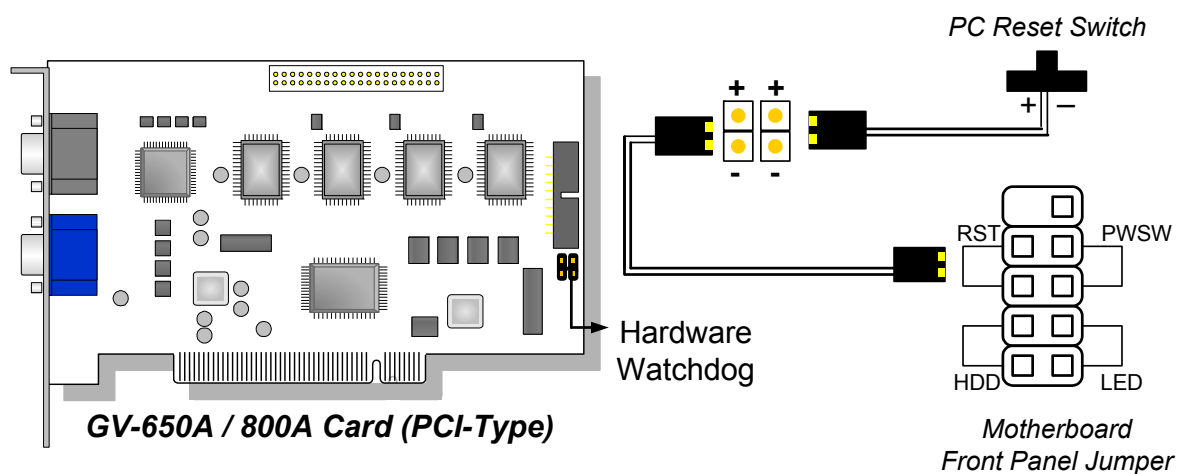 PC Reset Switch
+ +
+ –
- -
RST PWSW
Hardware
Watchdog
HDD LED
GV-650A / 800A Card (PCI-Type)
Motherboard
Front Panel Jumper